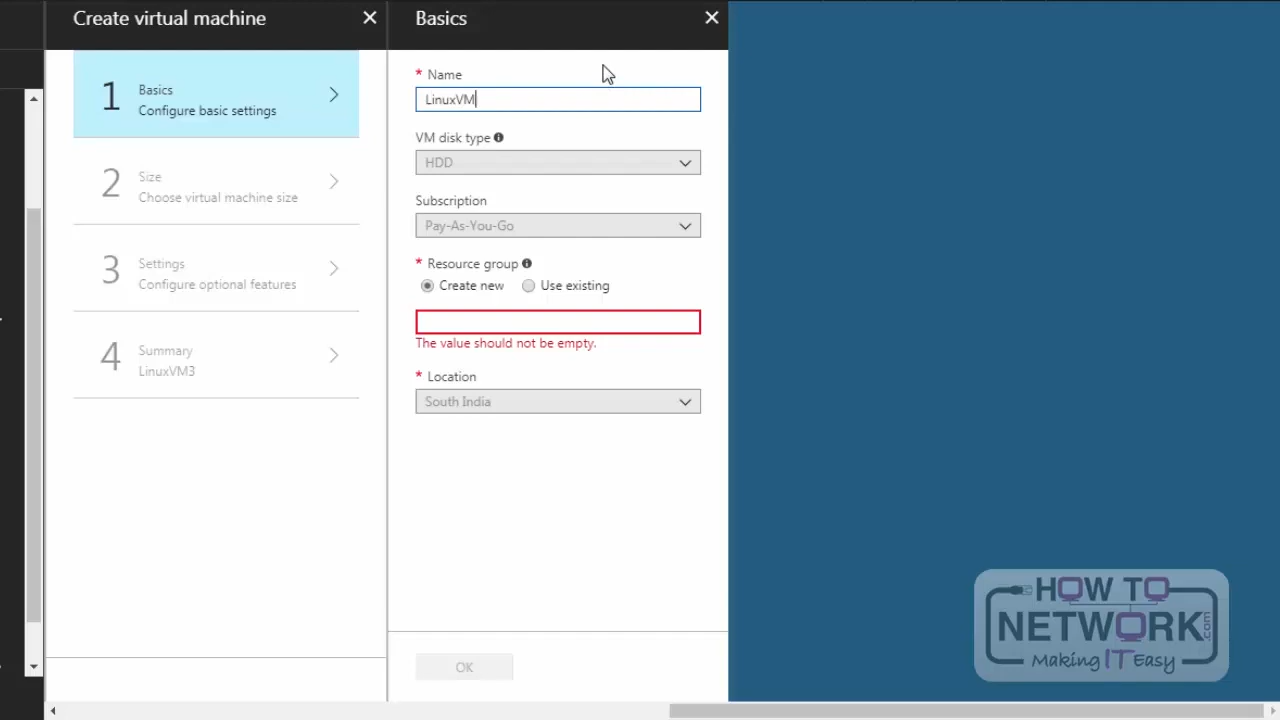 Create virtual machine
Basics
1
Basics
Configure basic settings
2
Size
Choose virtual machine size
3
Settings
Configure optional features
4
Summary
LinuxVM3
* Name
LinuxVM
VM disk type
HDD
Subscription
Pay-As-You-Go
* Resource group
Create new
Use existing
The value should not be empty.
* Location
South India
OK
HOW TO
NETWORK.com
Making IT Easy